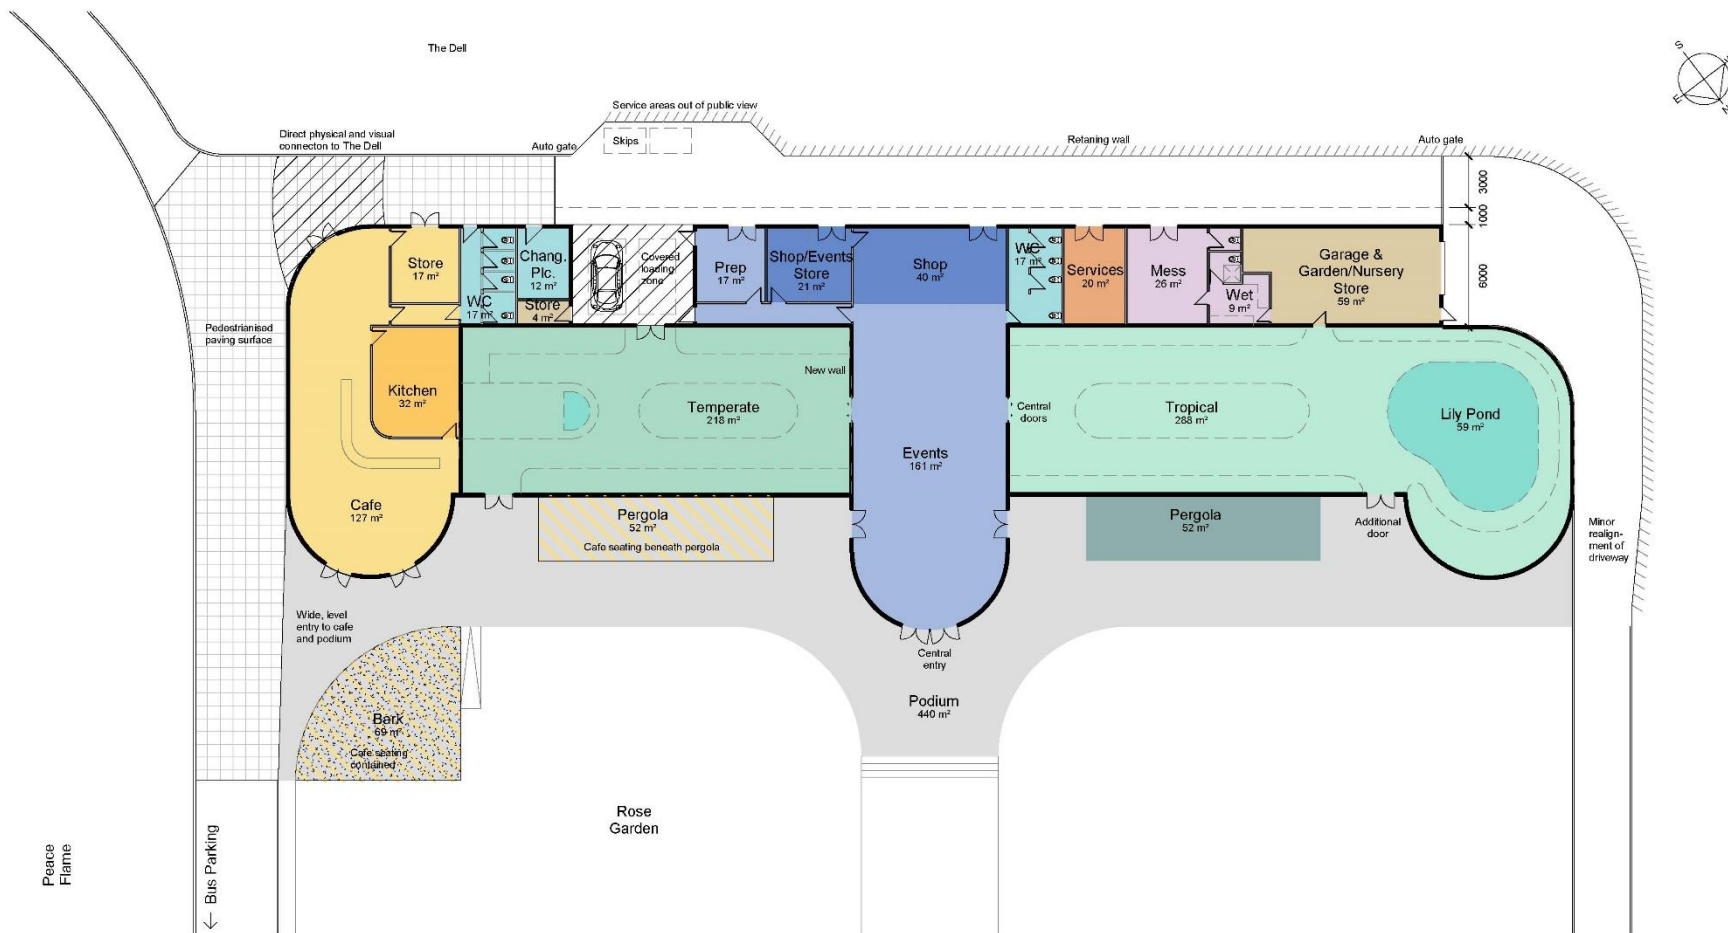 The Dell
S
E
N
Service areas out of public view
Direct physical and visual
connecton to The Dell
Auto gate
Skips
Retaning wall
Auto gate
3000
1000
6000
Store
17 m²
WC
17 m²
Chang.
Plc.
12 m²
Store
4 m²
Covered
loading
zone
Prep
17 m²
Shop/Events
Store
21 m²
Shop
40 m²
WC
17 m²
Services
20 m²
Mess
26 m²
Wet
9 m²
Garage &
Garden/Nursery
Store
59 m²
Pedestrianised
paving surface
Kitchen
32 m²
New wall
Temperate
218 m²
Central
doors
Tropical
288 m²
Lily Pond
59 m²
Events
161 m²
Cafe
127 m²
Pergola
52 m²
Cafe seating beneath pergola
Pergola
52 m²
Additional
door
Minor
realign-
ment of
driveway
Wide, level
entry to cafe
and podium
Central
entry
Podium
440 m²
Bark
69 m²
Cafe seating
contained
Rose
Garden
Peace
Flame
Bus Parking